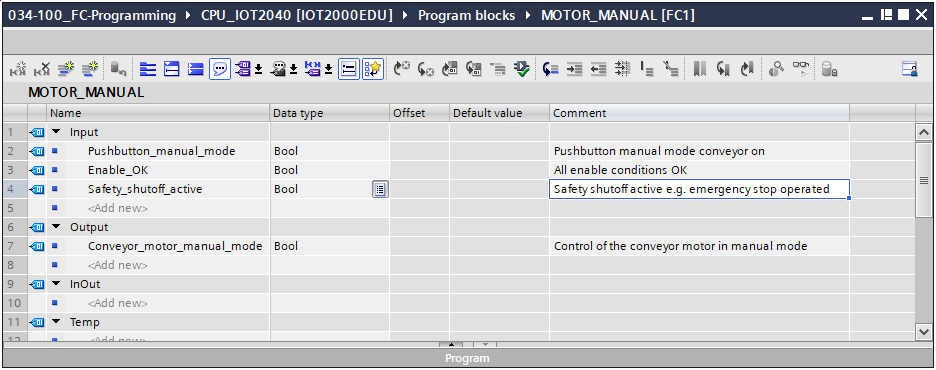 034-100_FC-Programming CPU_IOT2040 [IOT2000EDU] Program blocks MOTOR_MANUAL [FC1]
MOTOR_MANUAL
Name Data type Offset Default value Comment
1 Input
2 Pushbutton_manual_mode Bool Pushbutton manual mode conveyor on
3 Enable_OK Bool All enable conditions OK
4 Safety_shutoff_active Bool Safety shutoff active e.g. emergency stop operated
5 <Add new>
6 Output
7 Conveyor_motor_manual_mode Bool Control of the conveyor motor in manual mode
8 <Add new>
9 InOut
10 <Add new>
11 Temp
12 <Add new>
Program